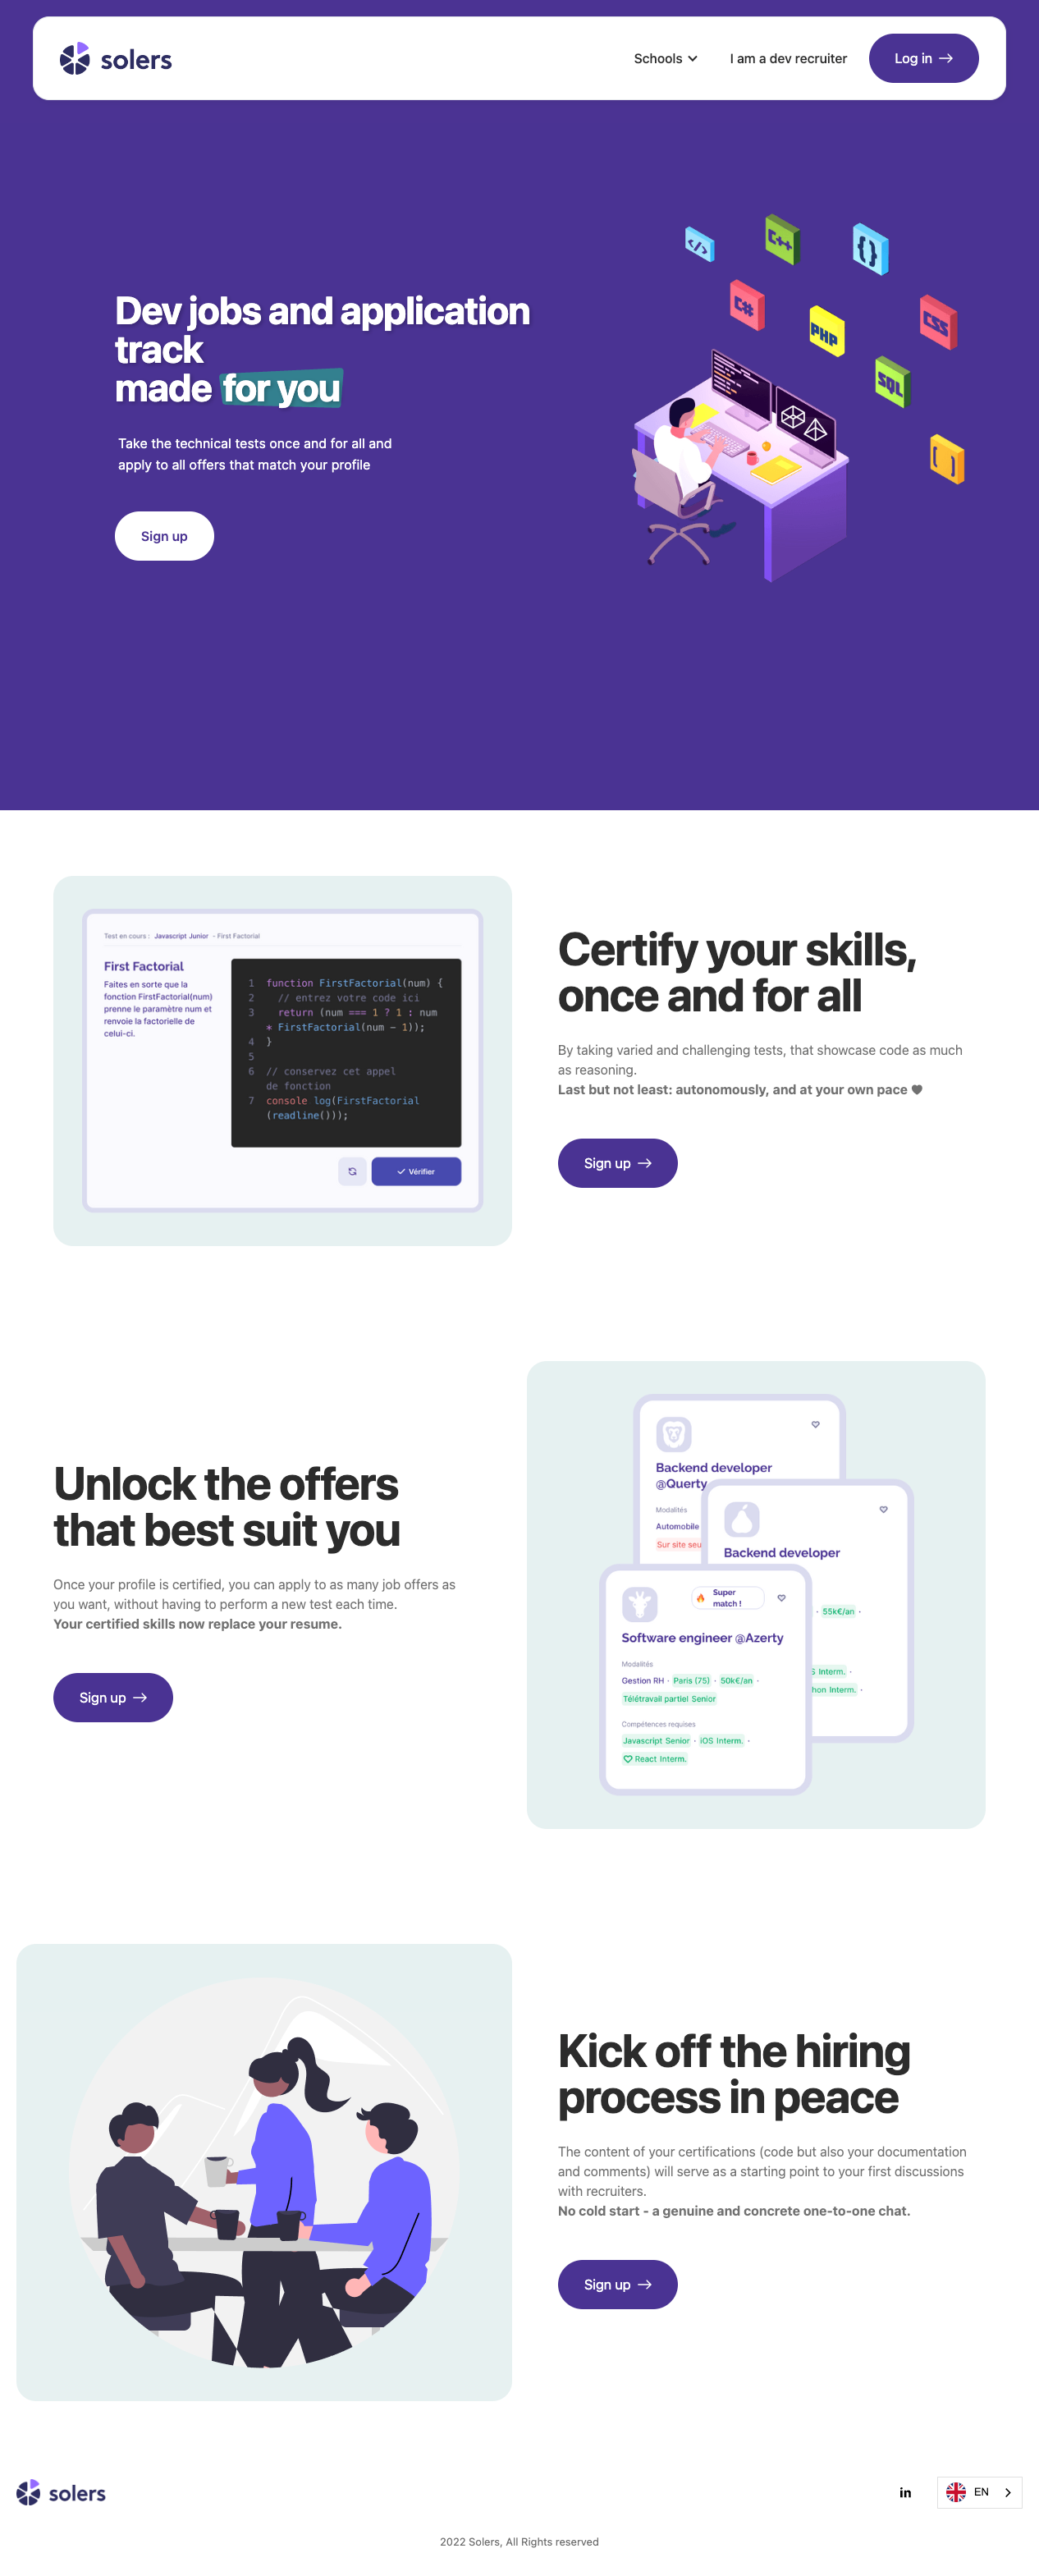 solers
Schools
I am a dev recruiter
Log in →
</>
C++
{}
C#
PHP
CSS
SQL
[ ]
Dev jobs and application
track
made for you
Take the technical tests once and for all and
apply to all offers that match your profile
Sign up
Test en cours : Javascript Junior - First Factorial
First Factorial
Faites en sorte que la
fonction FirstFactorial(num)
prenne le paramètre num et
renvoie la factorielle de
celui-ci.
1 function FirstFactorial(num) {
2 // entrez votre code ici
3 return (num === 1 ? 1 : num
* FirstFactorial(num - 1));
4 }
5
6 // conservez cet appel
de fonction
7 console log(FirstFactorial
(readline()));
Vérifier
Certify your skills,
once and for all
By taking varied and challenging tests, that showcase code as much
as reasoning.
Last but not least: autonomously, and at your own pace 🖤
Sign up →
Unlock the offers
that best suit you
Once your profile is certified, you can apply to as many job offers as
you want, without having to perform a new test each time.
Your certified skills now replace your resume.
Sign up →
Backend developer
@Querty
Modalités
Automobile
Sur site seu
Backend developer
· 55k€/an ·
S Interm. ·
hon Interm. ·
🔥 Super
match !
Software engineer @Azerty
Modalités
Gestion RH · Paris (75) · 50k€/an ·
Télétravail partiel Senior
Compétences requises
Javascript Senior · iOS Interm. ·
React Interm.
Kick off the hiring
process in peace
The content of your certifications (code but also your documentation
and comments) will serve as a starting point to your first discussions
with recruiters.
No cold start - a genuine and concrete one-to-one chat.
Sign up →
solers
in
EN
2022 Solers, All Rights reserved